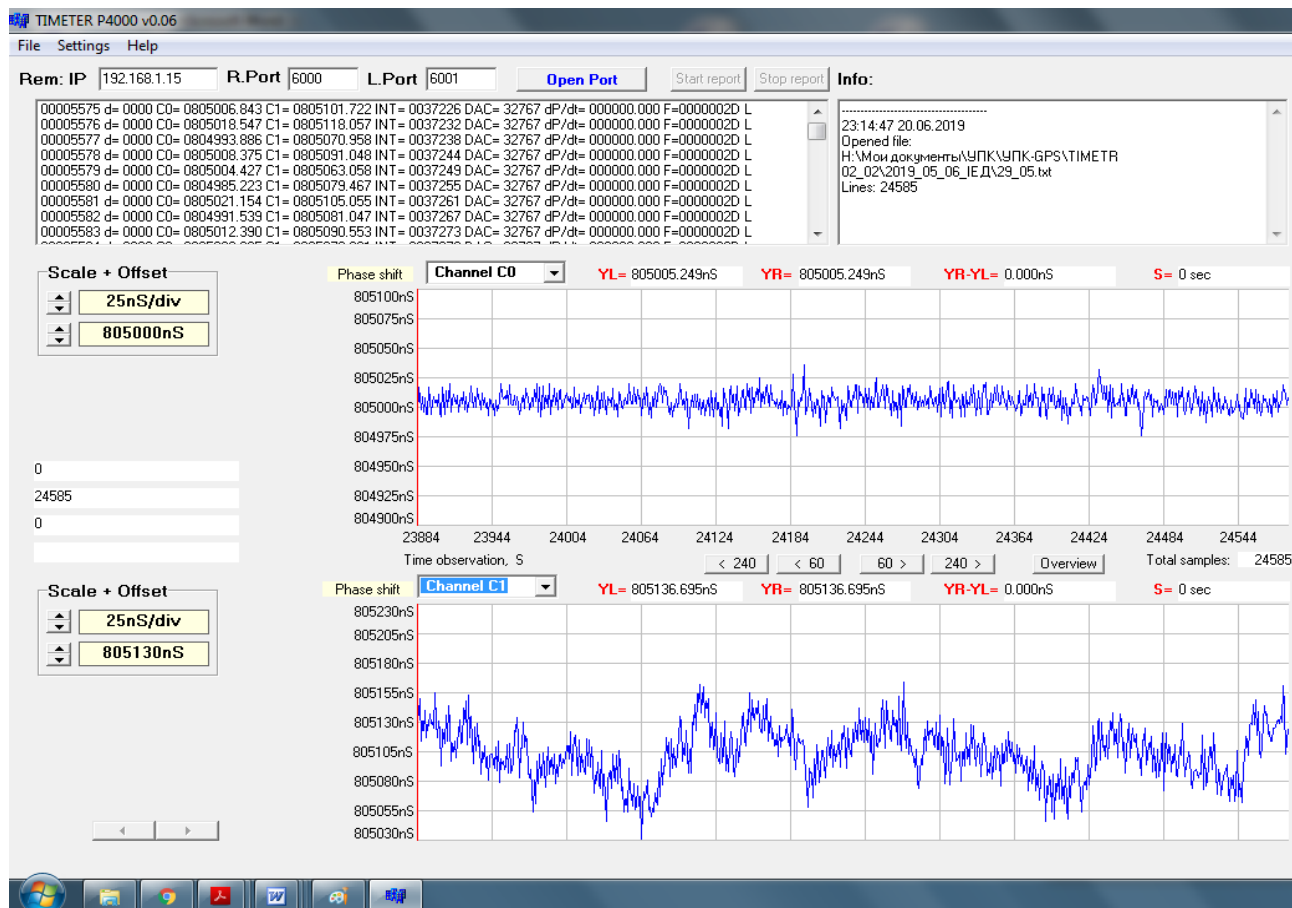 TIMETER P4000 v0.06
File Settings Help
Rem: IP 192.168.1.15 R.Port 6000 L.Port 6001 Open Port Start report Stop report Info:
00005575 d= 0000 C0= 0805006.843 C1= 0805101.722 INT= 0037226 DAC= 32767 dP/dt= 000000.000 F=0000002D L
00005576 d= 0000 C0= 0805018.547 C1= 0805118.057 INT= 0037232 DAC= 32767 dP/dt= 000000.000 F=0000002D L
00005577 d= 0000 C0= 0804993.886 C1= 0805070.958 INT= 0037238 DAC= 32767 dP/dt= 000000.000 F=0000002D L
00005578 d= 0000 C0= 0805008.375 C1= 0805091.048 INT= 0037244 DAC= 32767 dP/dt= 000000.000 F=0000002D L
00005579 d= 0000 C0= 0805004.427 C1= 0805063.058 INT= 0037249 DAC= 32767 dP/dt= 000000.000 F=0000002D L
00005580 d= 0000 C0= 0804985.223 C1= 0805079.467 INT= 0037255 DAC= 32767 dP/dt= 000000.000 F=0000002D L
00005581 d= 0000 C0= 0805021.154 C1= 0805105.055 INT= 0037261 DAC= 32767 dP/dt= 000000.000 F=0000002D L
00005582 d= 0000 C0= 0804991.539 C1= 0805081.047 INT= 0037267 DAC= 32767 dP/dt= 000000.000 F=0000002D L
00005583 d= 0000 C0= 0805012.390 C1= 0805090.553 INT= 0037273 DAC= 32767 dP/dt= 000000.000 F=0000002D L
----------------------------------------
23:14:47 20.06.2019
Opened file:
H:\Мои документы\УПК\УПК-GPS\TIMETR
02_02\2019_05_06_ІЕД\29_05.txt
Lines: 24585
Scale + Offset
25nS/div
805000nS
Phase shift Channel C0 YL= 805005.249nS YR= 805005.249nS YR-YL= 0.000nS S= 0 sec
805100nS
805075nS
805050nS
805025nS
805000nS
804975nS
804950nS
804925nS
804900nS
0
24585
0
23884 23944 24004 24064 24124 24184 24244 24304 24364 24424 24484 24544
Time observation, S < 240 < 60 60 > 240 > Overview Total samples: 24585
Scale + Offset
25nS/div
805130nS
Phase shift Channel C1 YL= 805136.695nS YR= 805136.695nS YR-YL= 0.000nS S= 0 sec
805230nS
805205nS
805180nS
805155nS
805130nS
805105nS
805080nS
805055nS
805030nS